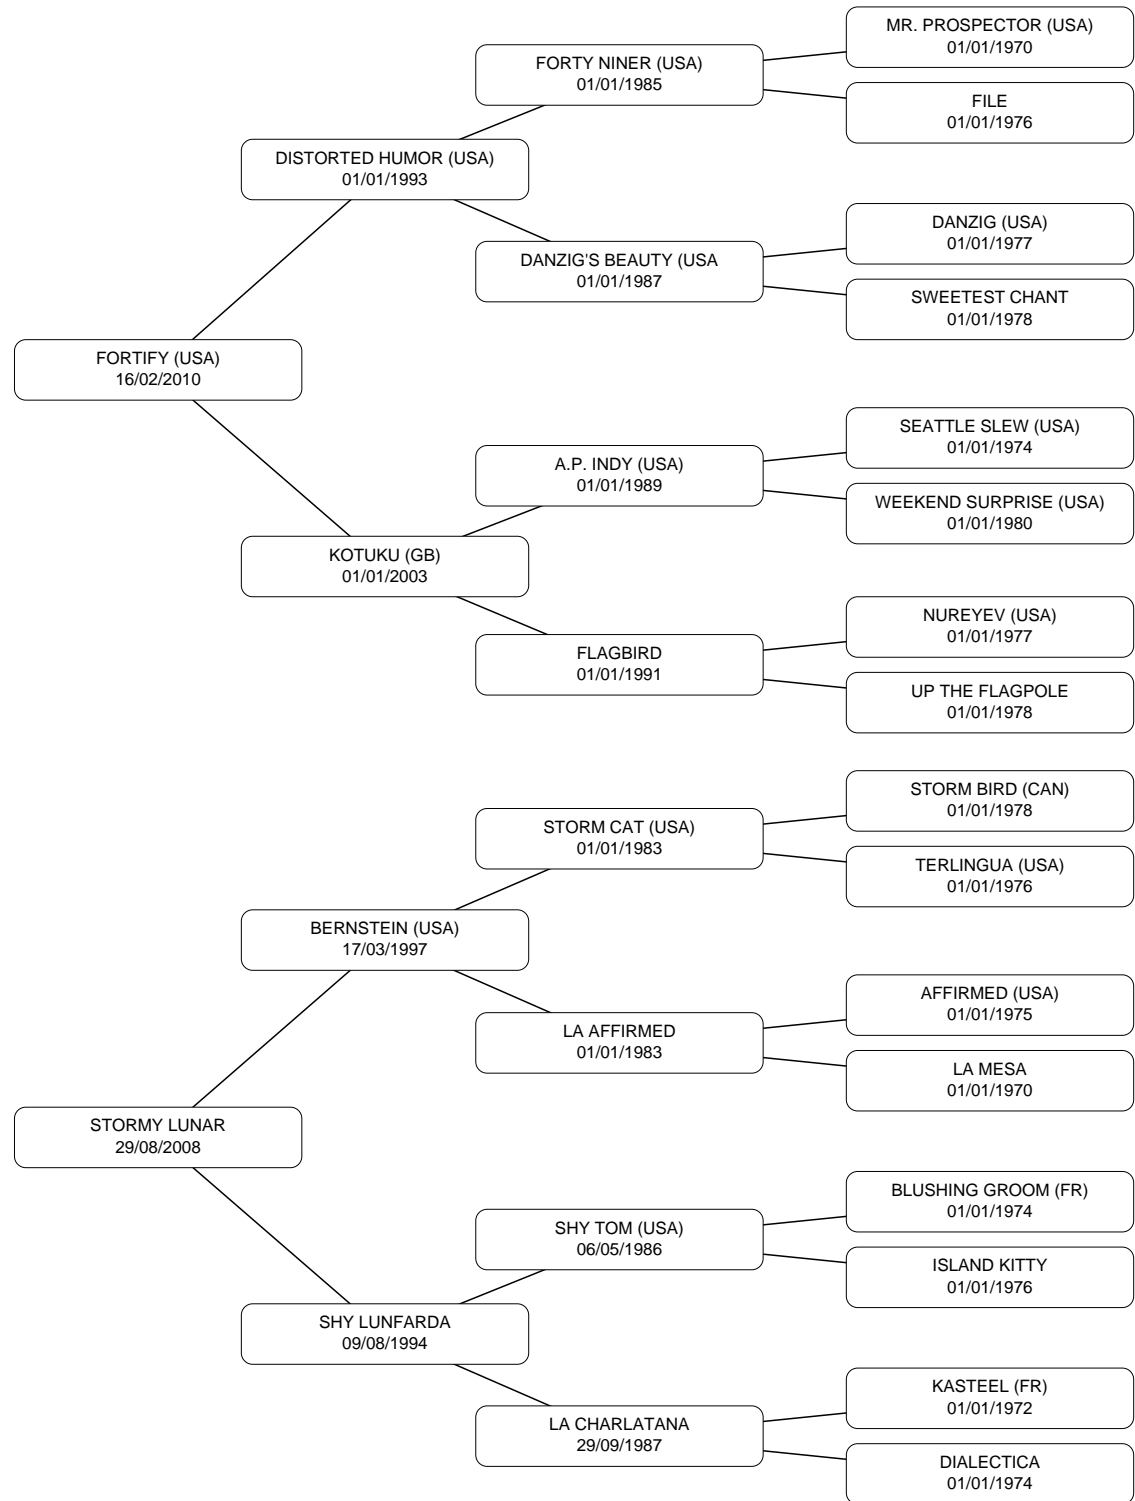 MR. PROSPECTOR (USA)
01/01/1970
FORTY NINER (USA)
01/01/1985
FILE
01/01/1976
DISTORTED HUMOR (USA)
01/01/1993
DANZIG (USA)
01/01/1977
DANZIG'S BEAUTY (USA
01/01/1987
SWEETEST CHANT
01/01/1978
FORTIFY (USA)
16/02/2010
SEATTLE SLEW (USA)
01/01/1974
A.P. INDY (USA)
01/01/1989
WEEKEND SURPRISE (USA)
01/01/1980
KOTUKU (GB)
01/01/2003
NUREYEV (USA)
01/01/1977
FLAGBIRD
01/01/1991
UP THE FLAGPOLE
01/01/1978
STORM BIRD (CAN)
01/01/1978
STORM CAT (USA)
01/01/1983
TERLINGUA (USA)
01/01/1976
BERNSTEIN (USA)
17/03/1997
AFFIRMED (USA)
01/01/1975
LA AFFIRMED
01/01/1983
LA MESA
01/01/1970
STORMY LUNAR
29/08/2008
BLUSHING GROOM (FR)
01/01/1974
SHY TOM (USA)
06/05/1986
ISLAND KITTY
01/01/1976
SHY LUNFARDA
09/08/1994
KASTEEL (FR)
01/01/1972
LA CHARLATANA
29/09/1987
DIALECTICA
01/01/1974